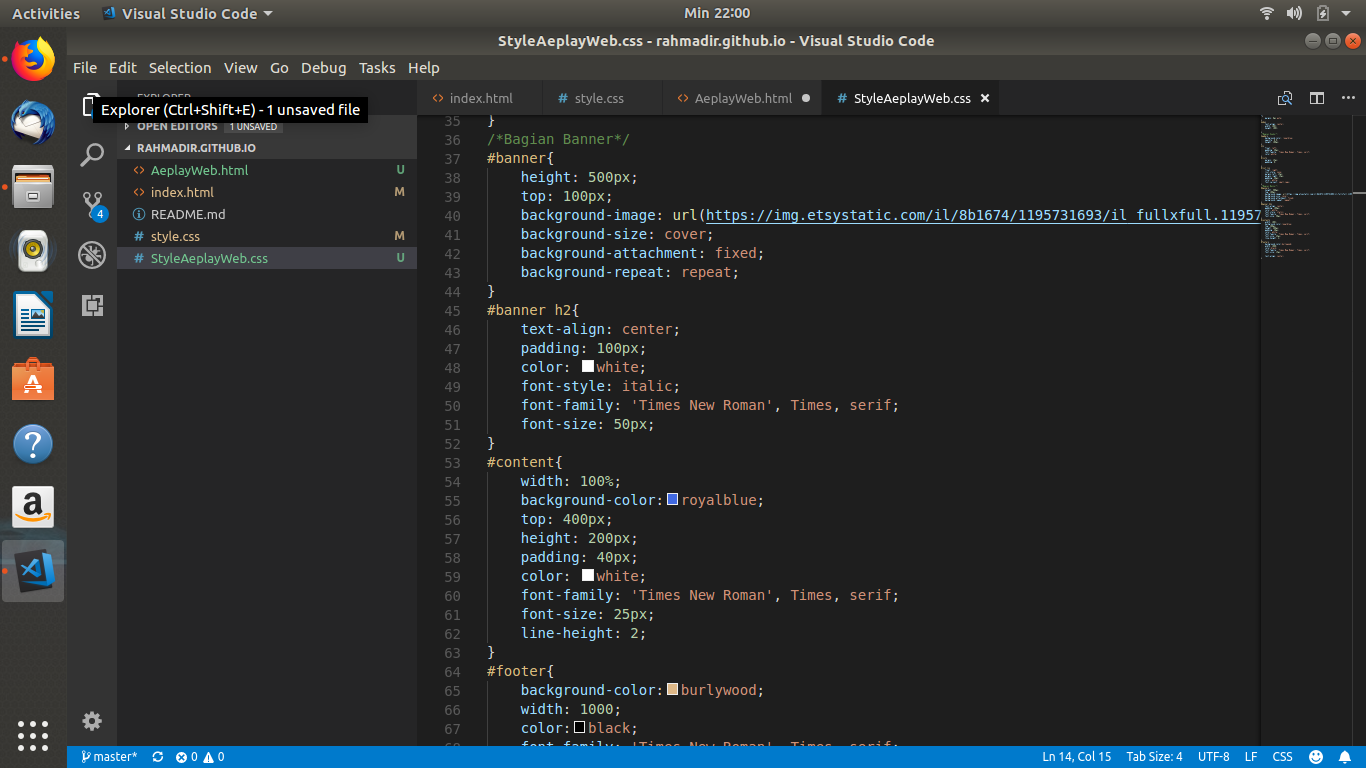 Activities Visual Studio Code Min 22:00
StyleAeplayWeb.css - rahmadir.github.io - Visual Studio Code
File Edit Selection View Go Debug Tasks Help
Explorer (Ctrl+Shift+E) - 1 unsaved file
OPEN EDITORS 1 UNSAVED
RAHMADIR.GITHUB.IO
AeplayWeb.html U
index.html M
README.md
style.css M
StyleAeplayWeb.css U
4
index.html style.css AeplayWeb.html StyleAeplayWeb.css
35 }
36 /*Bagian Banner*/
37 #banner{
38 height: 500px;
39 top: 100px;
40 background-image: url(https://img.etsystatic.com/il/8b1674/1195731693/il_fullxfull.11957
41 background-size: cover;
42 background-attachment: fixed;
43 background-repeat: repeat;
44 }
45 #banner h2{
46 text-align: center;
47 padding: 100px;
48 color: white;
49 font-style: italic;
50 font-family: 'Times New Roman', Times, serif;
51 font-size: 50px;
52 }
53 #content{
54 width: 100%;
55 background-color: royalblue;
56 top: 400px;
57 height: 200px;
58 padding: 40px;
59 color: white;
60 font-family: 'Times New Roman', Times, serif;
61 font-size: 25px;
62 line-height: 2;
63 }
64 #footer{
65 background-color: burlywood;
66 width: 1000;
67 color: black;
68 font-family: 'Times New Roman', Times, serif;
master* 0 0 Ln 14, Col 15 Tab Size: 4 UTF-8 LF CSS